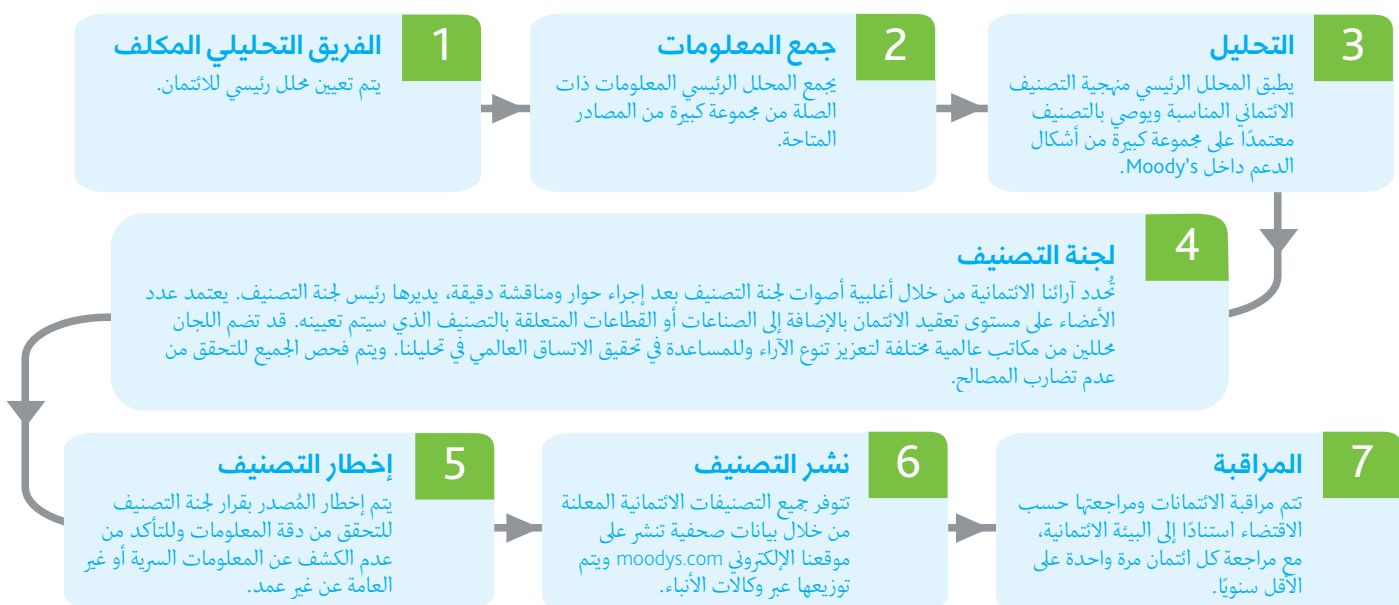 1
الفريق التحليلي المكلف
يتم تعيين محلل رئيسي للائتمان.
2
جمع المعلومات
يجمع المحلل الرئيسي المعلومات ذات
الصلة من مجموعة كبيرة من المصادر
المتاحة.
3
التحليل
يطبق المحلل الرئيسي منهجية التصنيف
الائتماني المناسبة ويوصي بالتصنيف
معتمدًا على مجموعة كبيرة من أشكال
الدعم داخل Moody's.
4
لجنة التصنيف
تُحدد آرائنا الائتمانية من خلال أغلبية أصوات لجنة التصنيف بعد إجراء حوار ومناقشة دقيقة، يديرها رئيس لجنة التصنيف. يعتمد عدد
الأعضاء على مستوى تعقيد الائتمان بالإضافة إلى الصناعات أو القطاعات المتعلقة بالتصنيف الذي سيتم تعيينه. قد تضم اللجان
محللين من مكاتب عالمية مختلفة لتعزيز تنوع الآراء وللمساعدة في تحقيق الاتساق العالمي في تحليلنا. ويتم فحص الجميع للتحقق من
عدم تضارب المصالح.
5
إخطار التصنيف
يتم إخطار المُصدر بقرار لجنة التصنيف
للتحقق من دقة المعلومات وللتأكد من
عدم الكشف عن المعلومات السرية أو غير
العامة عن غير عمد.
6
نشر التصنيف
تتوفر جميع التصنيفات الائتمانية المعلنة
من خلال بيانات صحفية تنشر على
موقعنا الإلكتروني moodys.com ويتم
توزيعها عبر وكالات الأنباء.
7
المراقبة
تتم مراقبة الائتمانات ومراجعتها حسب
الاقتضاء استنادًا إلى البيئة الائتمانية،
مع مراجعة كل ائتمان مرة واحدة على
الأقل سنويًا.